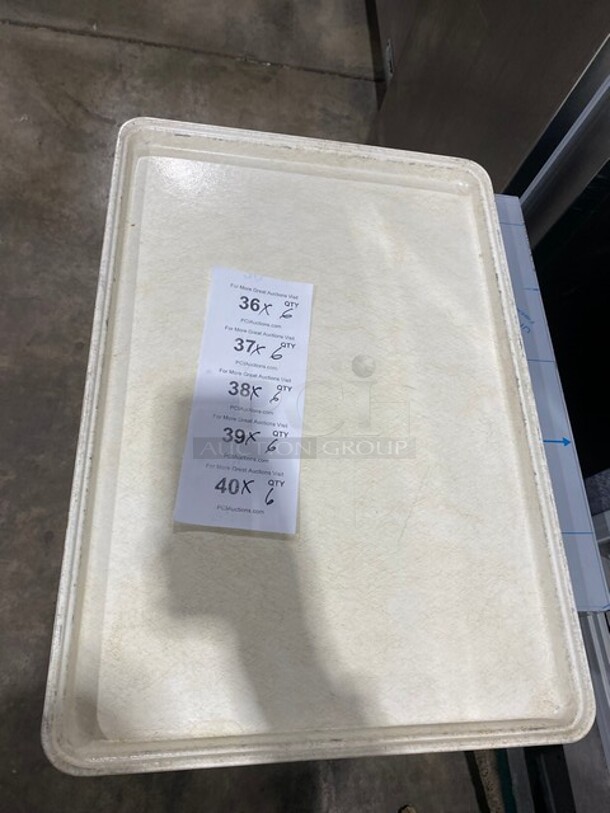 For More Great Auctions Visit
36x 6 QTY
PCIAuctions.com
For More Great Auctions Visit
37x 6 QTY
PCIAuctions.com
For More Great Auctions Visit
38x 6 QTY
PCIAuctions.com
For More Great Auctions Visit
39x 6 QTY
PCIAuctions.com
For More Great Auctions Visit
40x 6 QTY
PCIAuctions.com
pci
AUCTION GROUP